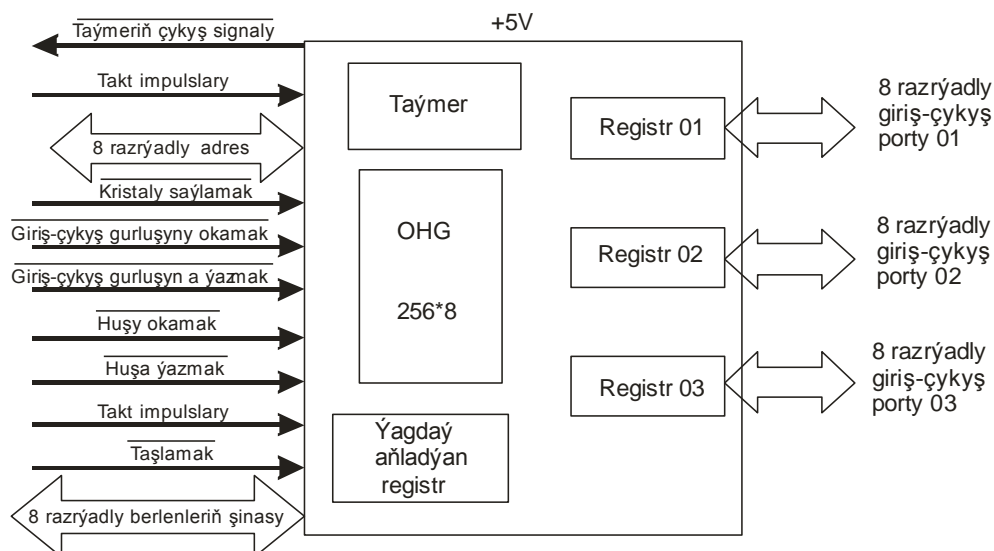 +5V
Taýmeriň çykyş signaly
Takt impulslary
8 razrýadly adres
Kristaly saýlamak
Giriş-çykyş gurluşyny okamak
Giriş-çykyş gurluşyn a ýazmak
Huşy okamak
Huşa ýazmak
Takt impulslary
Taşlamak
8 razrýadly berlenleriň şinasy
Taýmer
OHG
256*8
Ýagdaý
aňladýan
registr
Registr 01
Registr 02
Registr 03
8 razrýadly
giriş-çykyş
porty 01
8 razrýadly
giriş-çykyş
porty 02
8 razrýadly
giriş-çykyş
porty 03